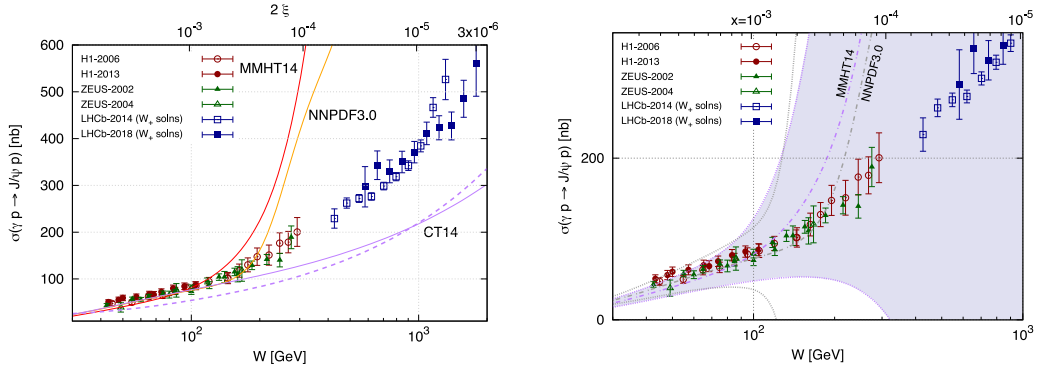 2 ξ
10⁻³ 10⁻⁴ 10⁻⁵ 3x10⁻⁶
600
500
400
300
200
100
σ(γ p → J/ψ p) [nb]
H1-2006
H1-2013
ZEUS-2002
ZEUS-2004
LHCb-2014 (W₊ solns)
LHCb-2018 (W₊ solns)
MMHT14
NNPDF3.0
CT14
10² 10³
W [GeV]
x=10⁻³ 10⁻⁴ 10⁻⁵
200
0
σ(γ p → J/ψ p) [nb]
H1-2006
H1-2013
ZEUS-2002
ZEUS-2004
LHCb-2014 (W₊ solns)
LHCb-2018 (W₊ solns)
MMHT14
NNPDF3.0
10² 10³
W [GeV]